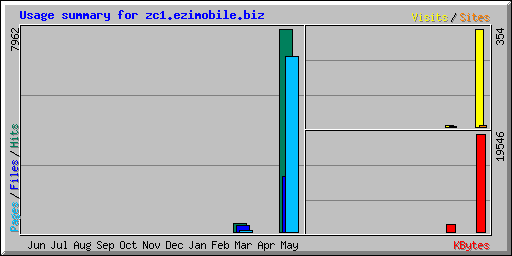 Usage summary for zc1.ezimobile.biz
Visits / Sites
7962
354
19546
Pages / Files / Hits
Jun Jul Aug Sep Oct Nov Dec Jan Feb Mar Apr May
KBytes